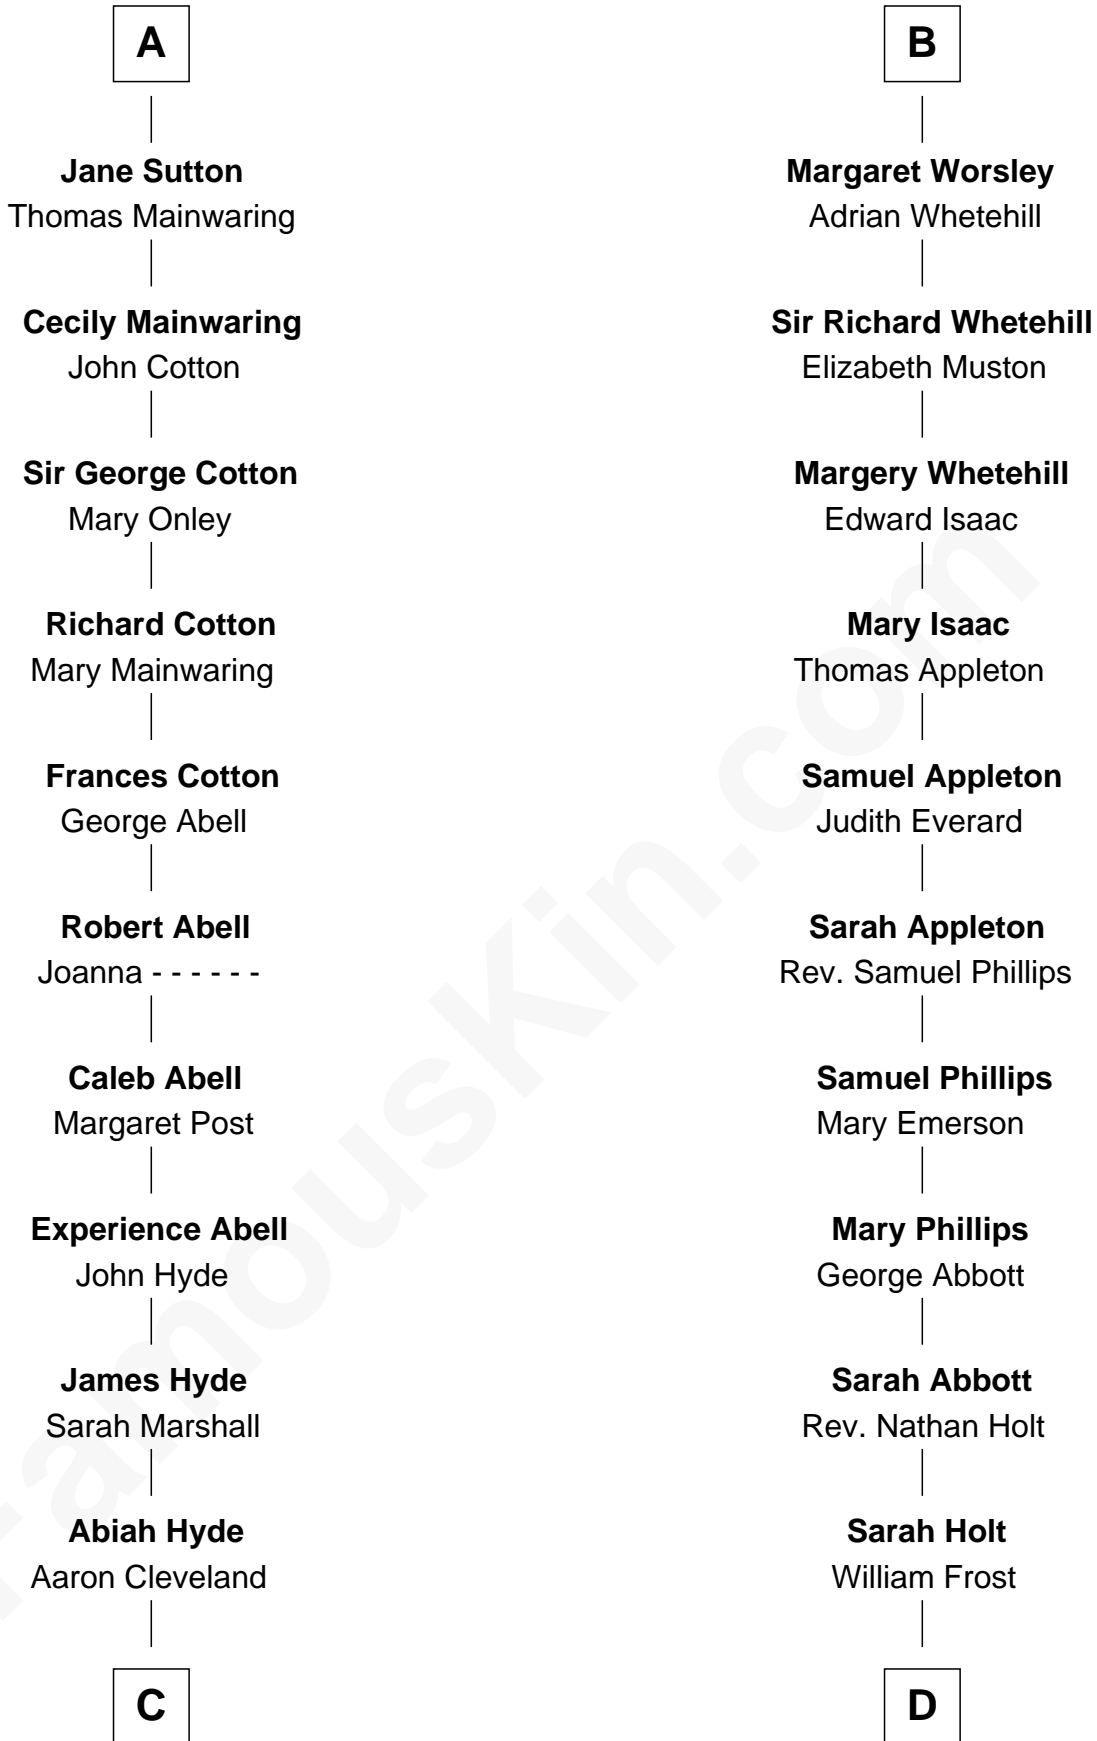 A
Jane Sutton
Thomas Mainwaring
Cecily Mainwaring
John Cotton
Sir George Cotton
Mary Onley
Richard Cotton
Mary Mainwaring
Frances Cotton
George Abell
Robert Abell
Joanna - - - - - -
Caleb Abell
Margaret Post
Experience Abell
John Hyde
James Hyde
Sarah Marshall
Abiah Hyde
Aaron Cleveland
C
B
Margaret Worsley
Adrian Whetehill
Sir Richard Whetehill
Elizabeth Muston
Margery Whetehill
Edward Isaac
Mary Isaac
Thomas Appleton
Samuel Appleton
Judith Everard
Sarah Appleton
Rev. Samuel Phillips
Samuel Phillips
Mary Emerson
Mary Phillips
George Abbott
Sarah Abbott
Rev. Nathan Holt
Sarah Holt
William Frost
D
FamousKin.com